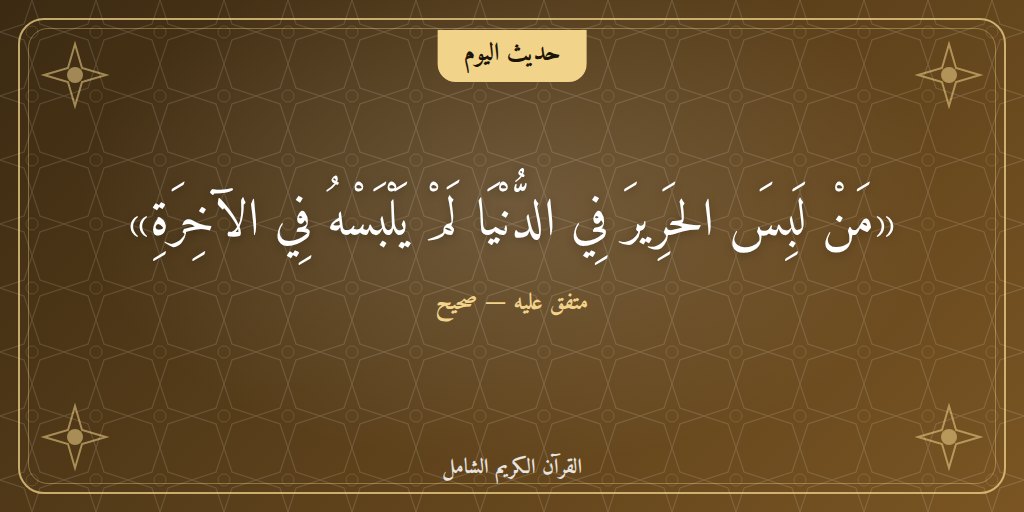 حديث اليوم
((مَنْ لَبِسَ الحَرِيرَ فِي الدُّنْيَا لَمْ يَلْبَسْهُ فِي الآخِرَةِ))
متفق عليه — صحيح
القرآن الكريم الشامل